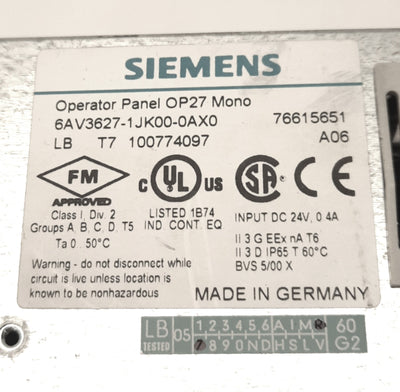 SIEMENS
Operator Panel OP27 Mono
6AV3627-1JK00-0AX0 76615651
LB T7 100774097 A06
FM
APPROVED
Class I, Div. 2
Groups A, B, C, D, T5
Ta 0...50°C
C UL US
LISTED 1B74
IND. CONT. EQ
SA
CE
INPUT DC 24V, 0 4A
II 3 G EEx nA T6
II 3 D IP65 T 60°C
BVS 5/00 X
Warning - do not disconnect while
circuit is live unless location is
known to be nonhazardous
MADE IN GERMANY
LB
TESTED
05
1 2 3 4 5 6 A I M
8 9 0 N D H S L V
60
G2